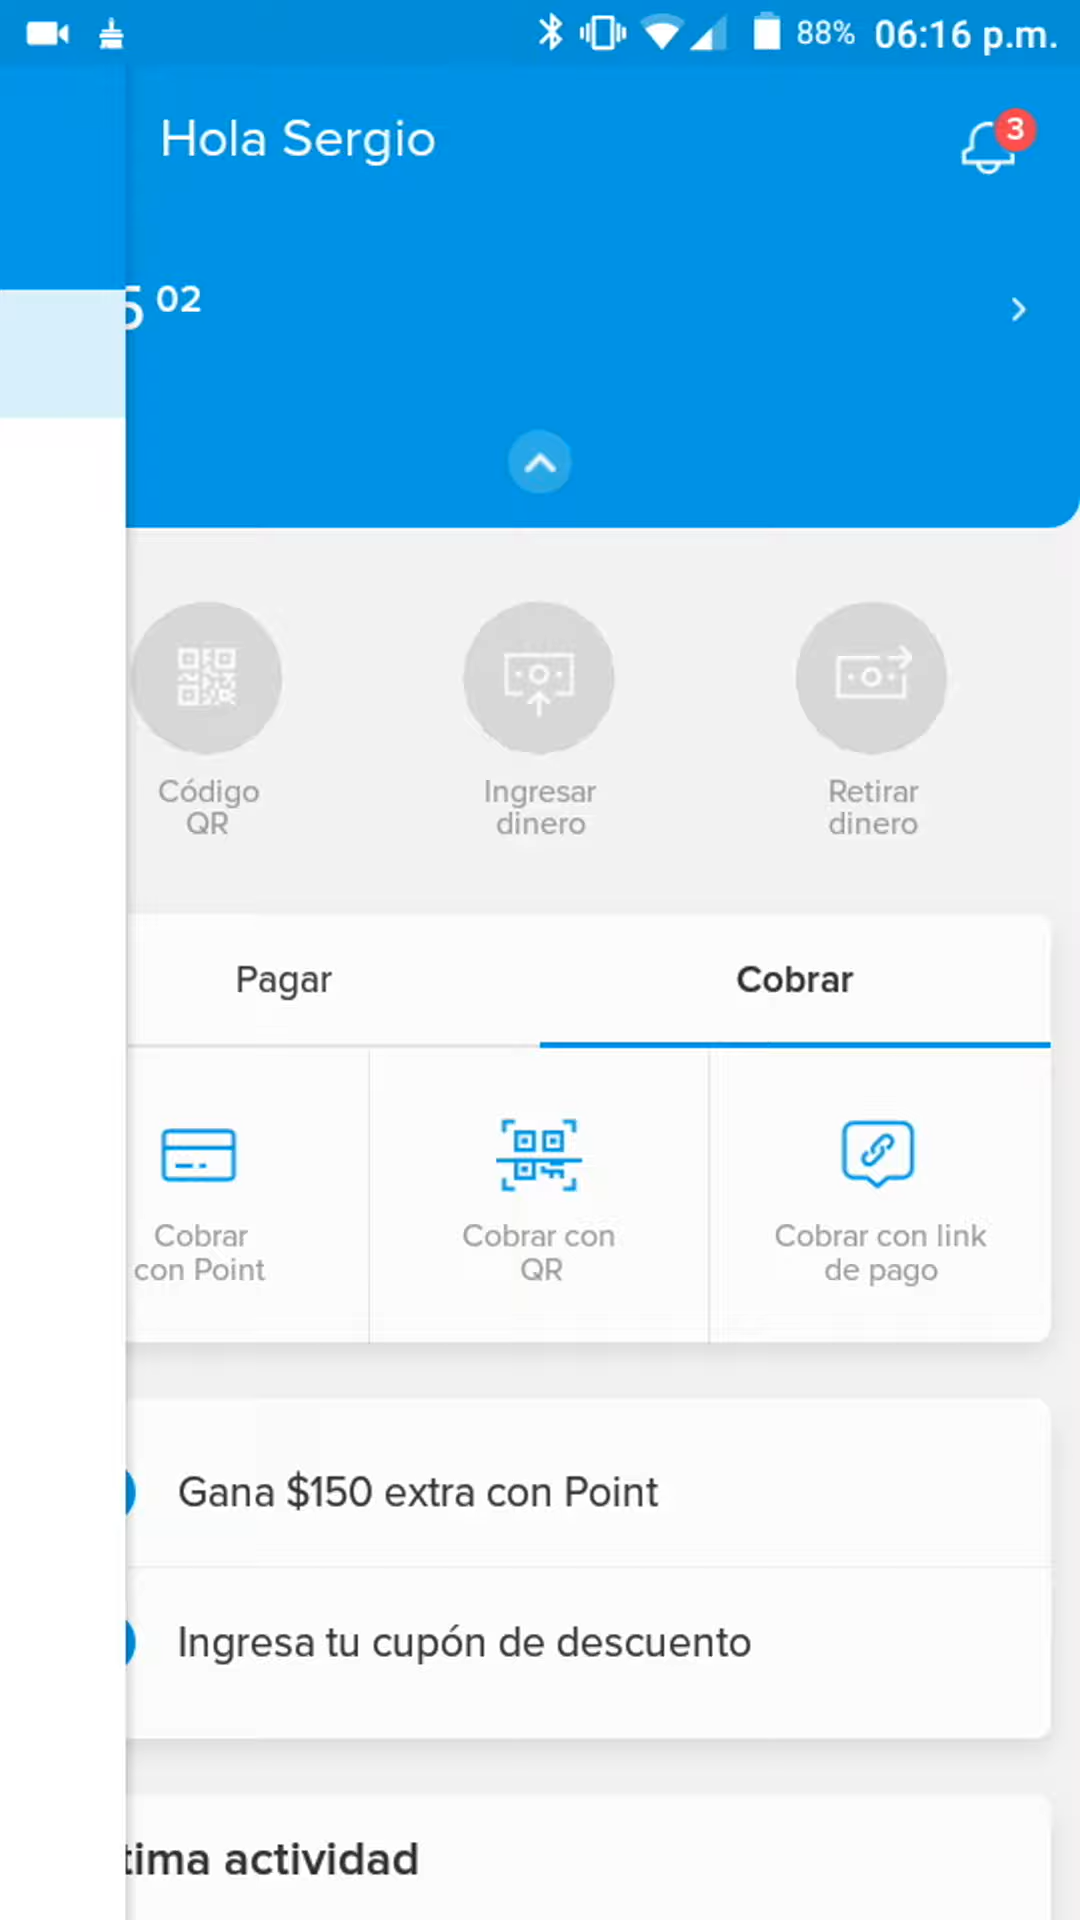 88% 06:16 p.m.
Hola Sergio
3
5 02
Código
QR
Ingresar
dinero
Retirar
dinero
Pagar
Cobrar
Cobrar
con Point
Cobrar con
QR
Cobrar con link
de pago
Gana $150 extra con Point
Ingresa tu cupón de descuento
tima actividad